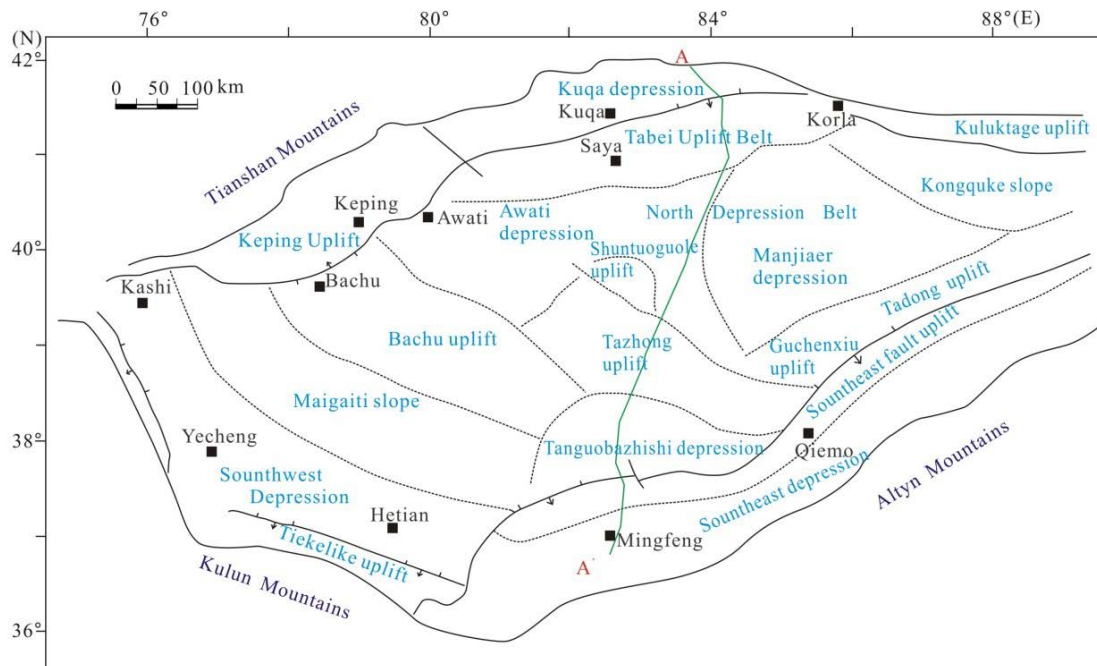 76°
80°
84°
88°(E)
(N)
42°
40°
38°
36°
0 50 100 km
A
Kuqa depression
Kuqa
Korla
Tabei Uplift Belt
Kuluktage uplift
Saya
Tianshan Mountains
Kongquke slope
Keping
Awati
Awati
depression
North Depression Belt
Keping Uplift
Shuntuoguole
uplift
Manjiaer
depression
Kashi
Bachu
Tadong uplift
Bachu uplift
Tazhong
uplift
Guchenxiu
uplift
Sountheast fault uplift
Maigaiti slope
Yecheng
Tanguobazhishi depression
Qiemo
Sounthwest
Depression
Sountheast depression
Altyn Mountains
Hetian
Mingfeng
Tiekelike uplift
A'
Kulun Mountains